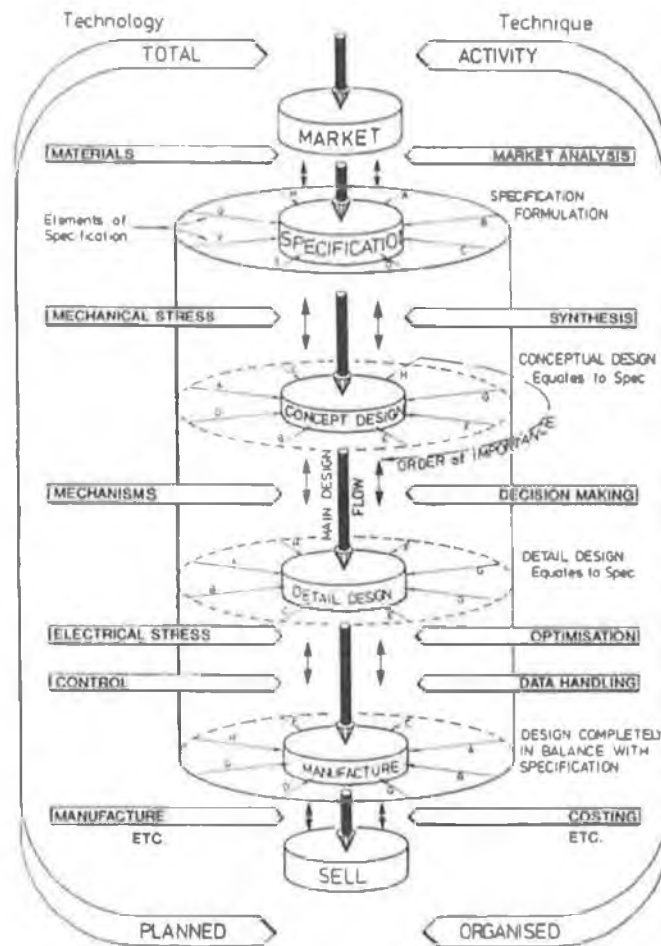 Technology
Technique
TOTAL
ACTIVITY
MARKET
MATERIALS
MARKET ANALYSIS
SPECIFICATION
FORMULATION
Elements of
Specification
H
A
B
C
D
SPECIFICATION
MECHANICAL STRESS
SYNTHESIS
CONCEPTUAL DESIGN
Equates to Spec
A
H
G
D
F
B
E
CONCEPT DESIGN
ORDER of IMPORTANCE
MAIN DESIGN
FLOW
MECHANISMS
DECISION MAKING
DETAIL DESIGN
Equates to Spec
G
DETAIL DESIGN
ELECTRICAL STRESS
OPTIMISATION
CONTROL
DATA HANDLING
DESIGN COMPLETELY
IN BALANCE WITH
SPECIFICATION
H
A
D
G
MANUFACTURE
MANUFACTURE
COSTING
ETC.
ETC.
SELL
PLANNED
ORGANISED